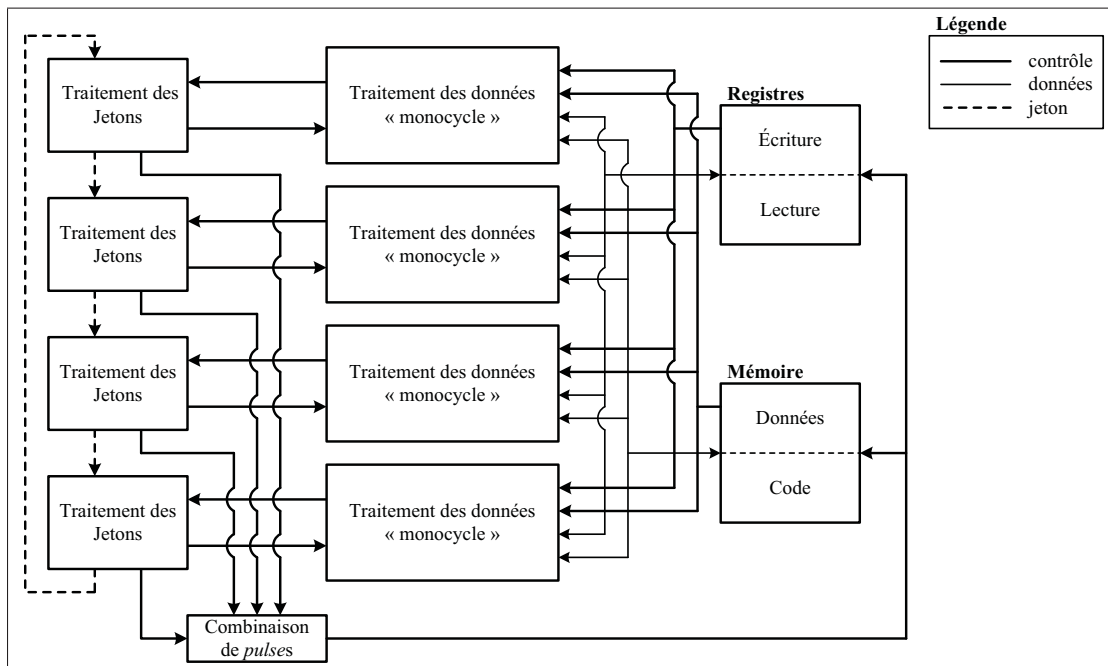 Légende
contrôle
données
jeton
Traitement des
Jetons
Traitement des données
« monocycle »
Registres
Écriture
Lecture
Traitement des
Jetons
Traitement des données
« monocycle »
Traitement des
Jetons
Traitement des données
« monocycle »
Mémoire
Données
Code
Traitement des
Jetons
Traitement des données
« monocycle »
Combinaison
de pulses